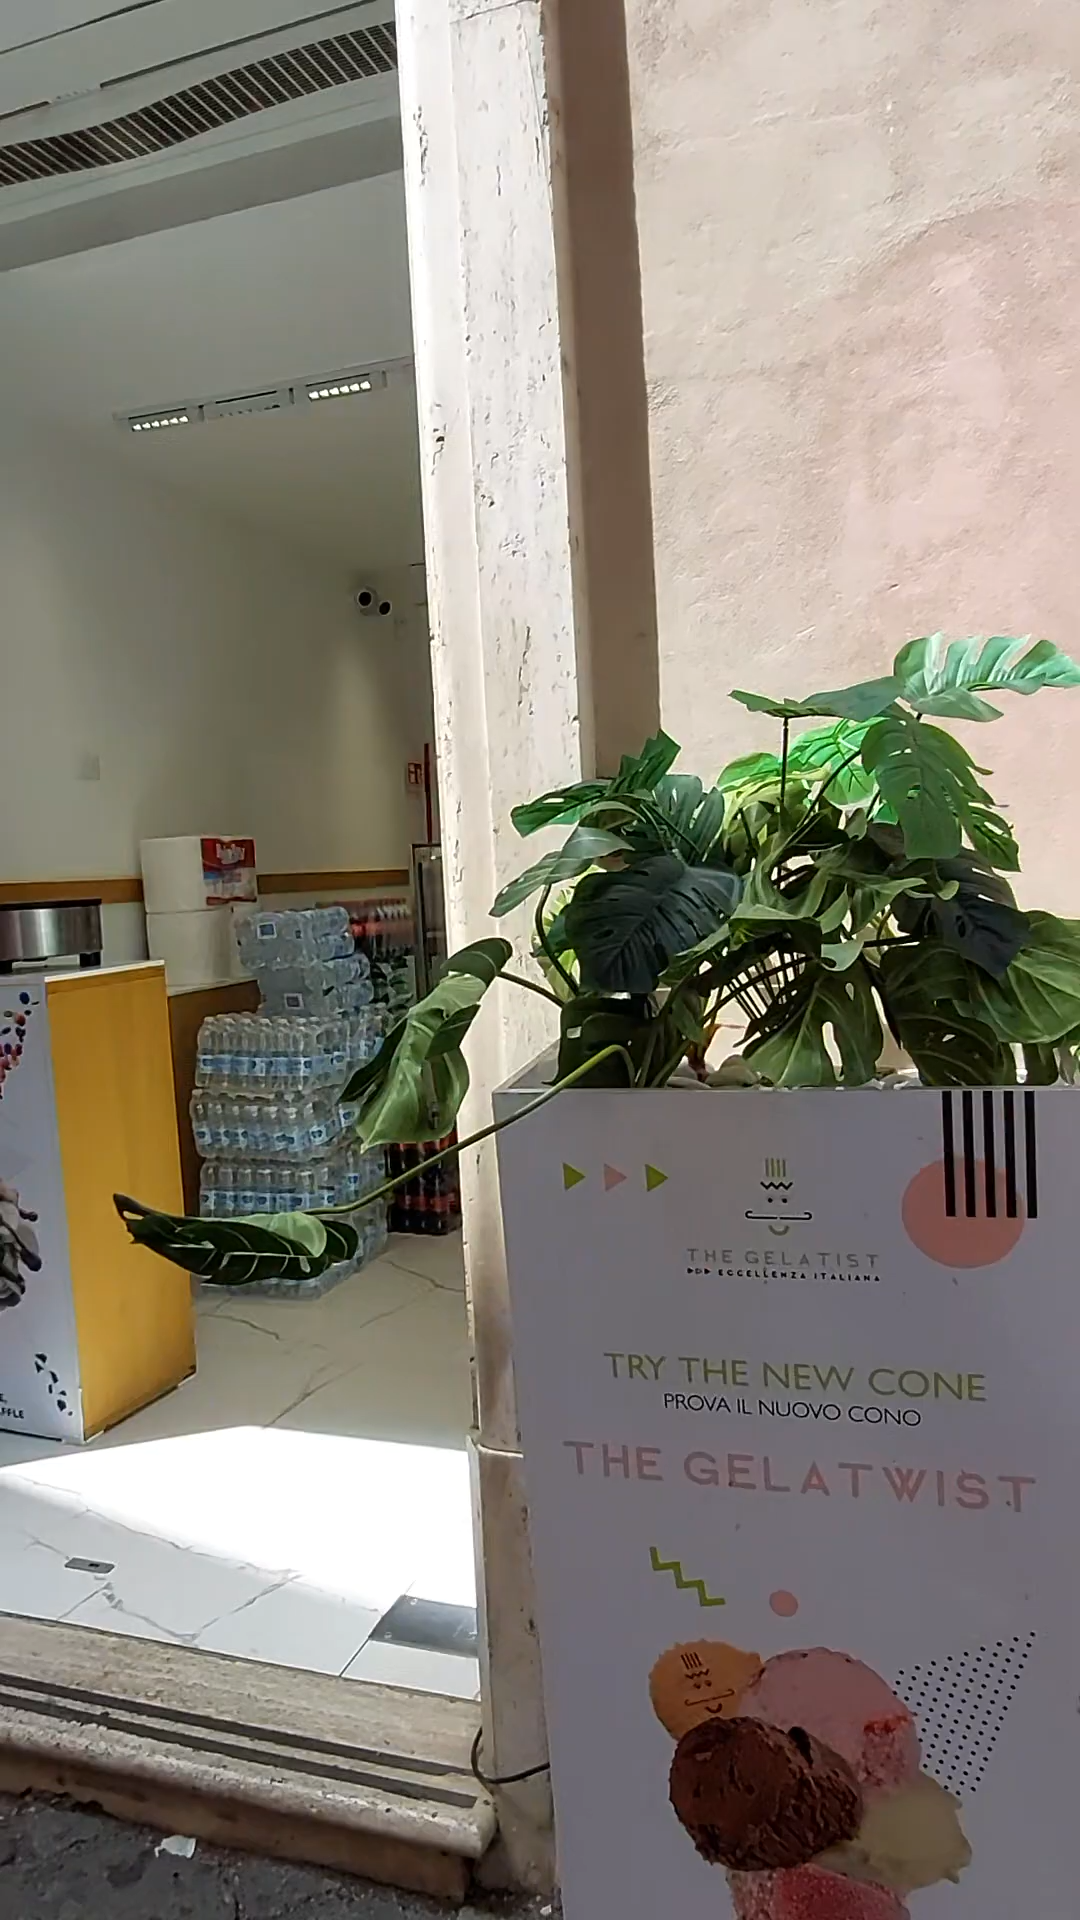 THE GELATIST
ECCELLENZA ITALIANA
TRY THE NEW CONE
PROVA IL NUOVO CONO
THE GELATWIST